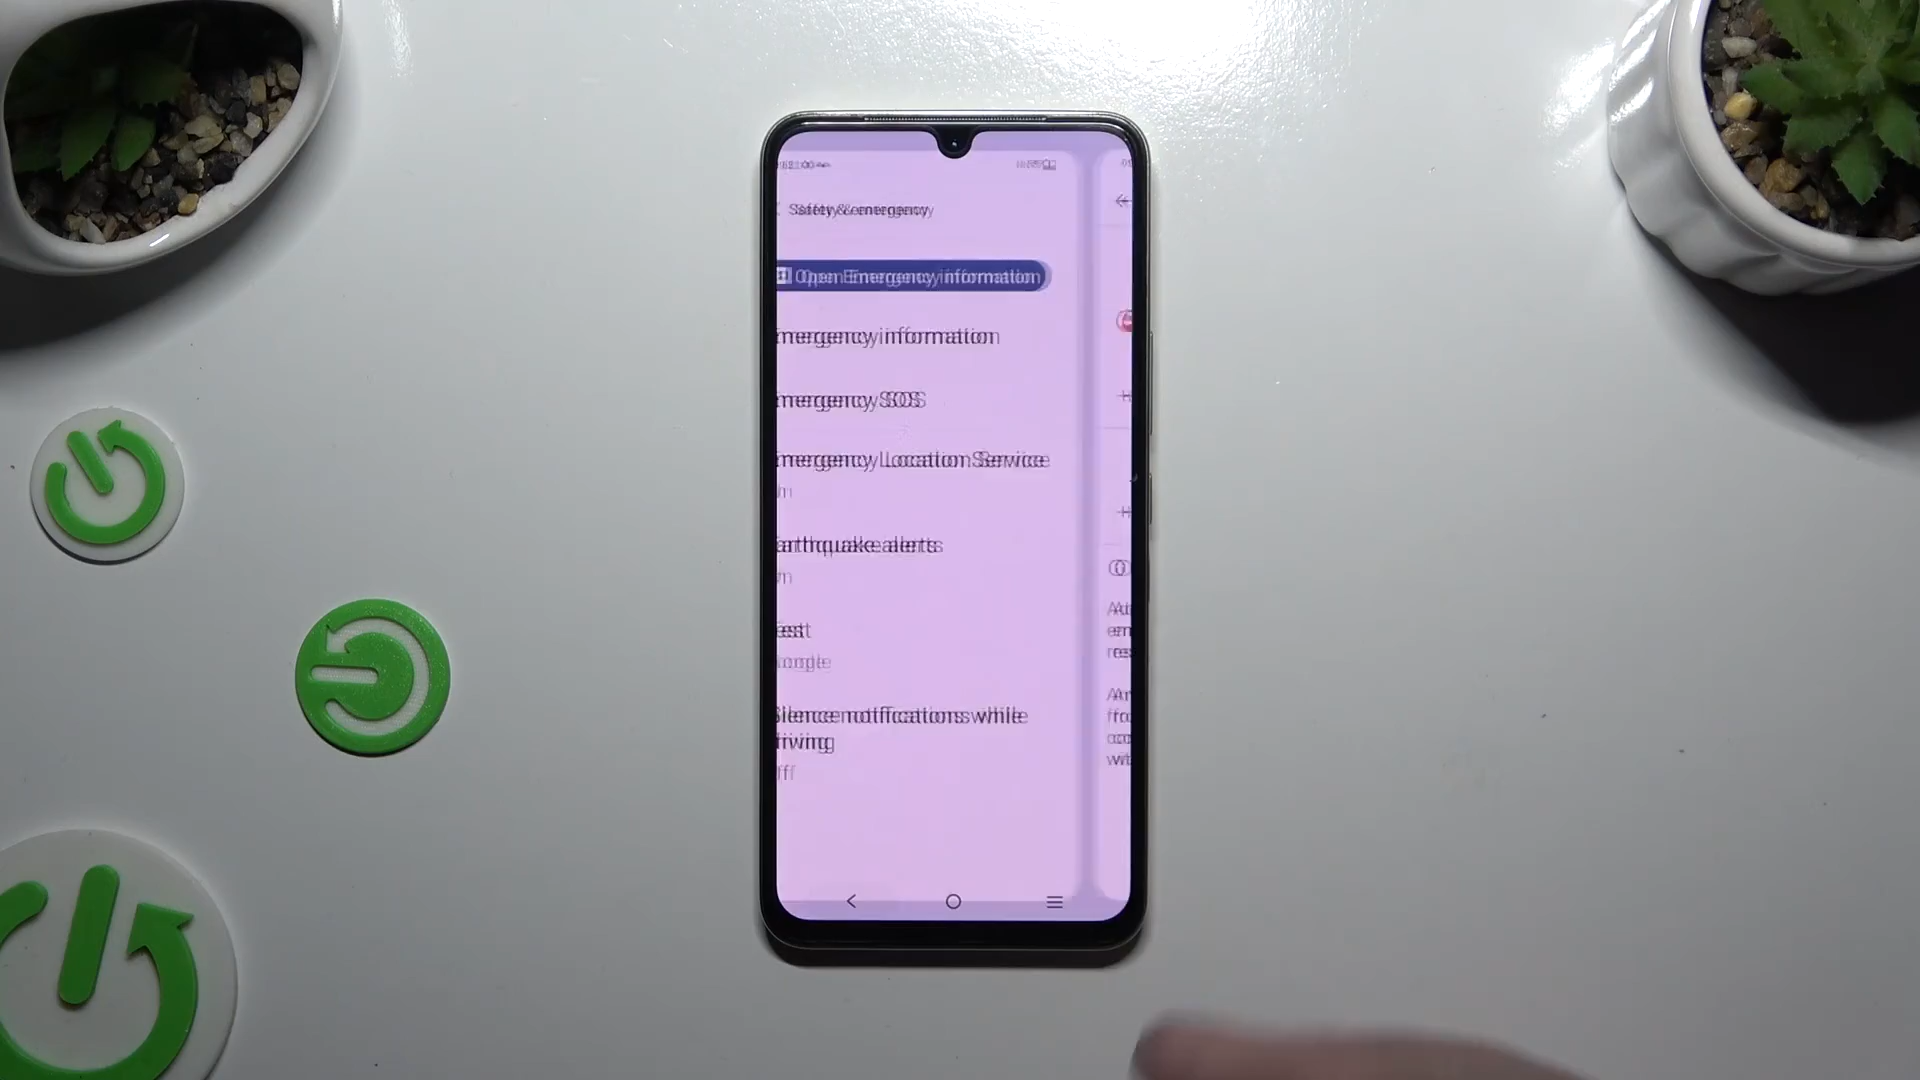 Safety & emergency
Open Emergency information
mergency information
mergency SOS
mergency Location Service
arthquake alerts
est
oogle
Silence notifications while
riving
ff